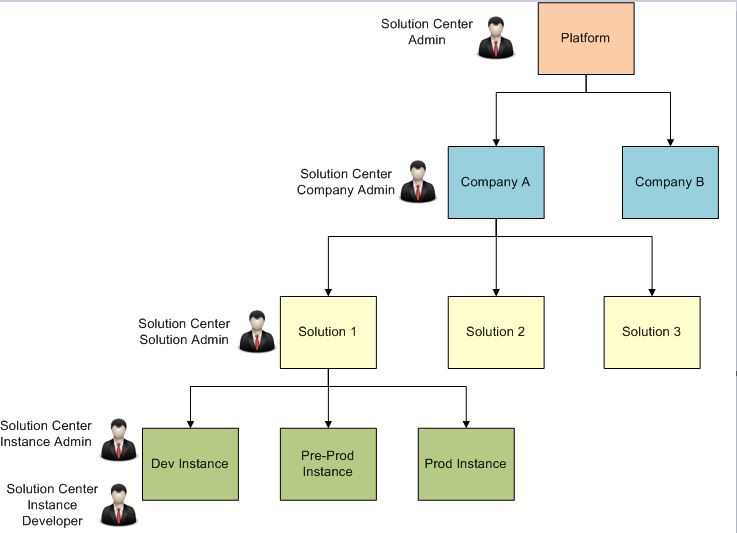 Solution Center
Admin
Platform
Solution Center
Company Admin
Company A
Company B
Solution Center
Solution Admin
Solution 1
Solution 2
Solution 3
Solution Center
Instance Admin
Dev Instance
Pre-Prod
Instance
Prod Instance
Solution Center
Instance
Developer